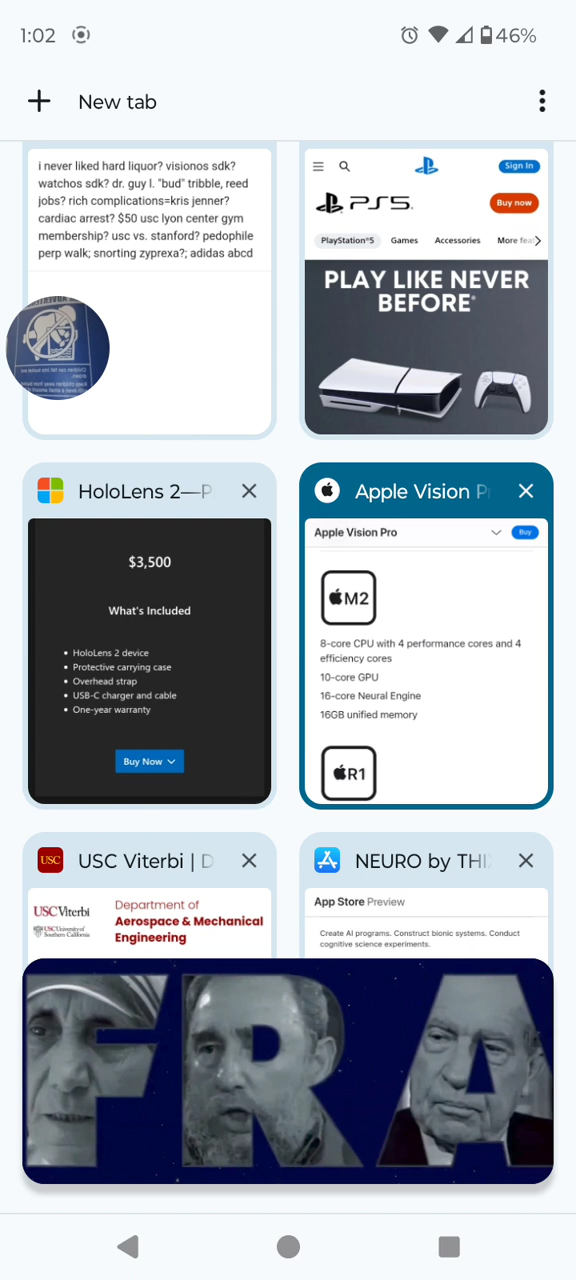 1:02
46%
New tab
i never liked hard liquor? visionos sdk?
watchos sdk? dr. guy l. "bud" tribble, reed
jobs? rich complications=kris jenner?
cardiac arrest? $50 usc lyon center gym
membership? usc vs. stanford? pedophile
perp walk; snorting zyprexa?; adidas abcd
Sign In
PS5
Buy now
PlayStation®5 Games Accessories More feat
PLAY LIKE NEVER
BEFORE
HoloLens 2—P
$3,500
What's Included
HoloLens 2 device
Protective carrying case
Overhead strap
USB-C charger and cable
One-year warranty
Buy Now
Apple Vision P
Apple Vision Pro
Buy
M2
8-core CPU with 4 performance cores and 4
efficiency cores
10-core GPU
16-core Neural Engine
16GB unified memory
R1
USC
USC Viterbi | D
USC Viterbi
USC University of
Southern California
Department of
Aerospace & Mechanical
Engineering
NEURO by THI
App Store Preview
Create AI programs. Construct bionic systems. Conduct
cognitive science experiments.
FRA